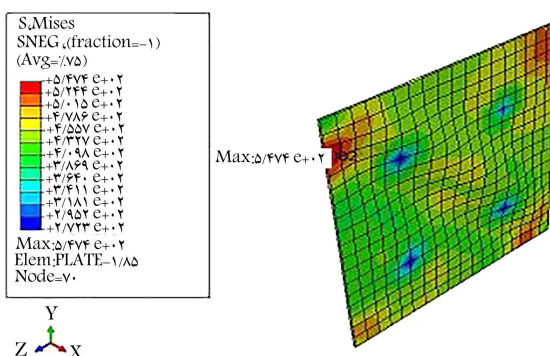 S،Mises
SNEG،(fraction=–۱)
(Avg=٪۷۵)
+۵/۴۷۴ e+۰۲
+۵/۲۴۴ e+۰۲
+۵/۰۱۵ e+۰۲
+۴/۷۸۶ e+۰۲
+۴/۵۵۷ e+۰۲
+۴/۳۲۷ e+۰۲
+۴/۰۹۸ e+۰۲
+۳/۸۶۹ e+۰۲
+۳/۶۴۰ e+۰۲
+۳/۴۱۱ e+۰۲
+۳/۱۸۱ e+۰۲
+۲/۹۵۲ e+۰۲
+۲/۷۲۳ e+۰۲
Max:۵/۴۷۴ e+۰۲
Elem:PLATE–۱/۸۵
Node=۷۰
Max:۵/۴۷۴ e+۰۲
Y
Z
X